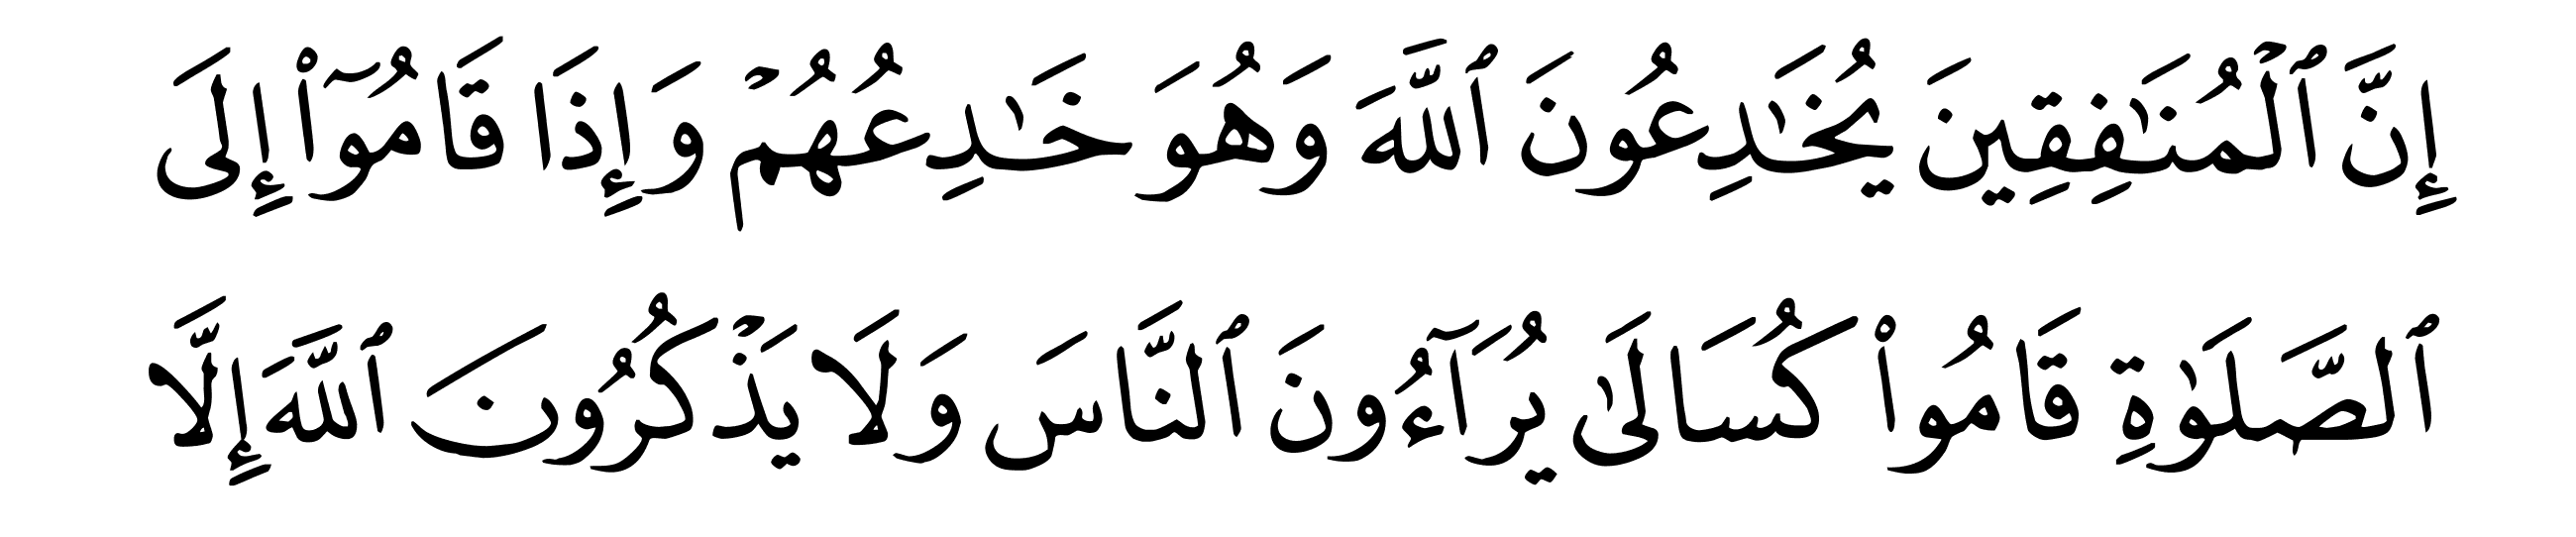 إِنَّ ٱلۡمُنَٰفِقِينَ يُخَٰدِعُونَ ٱللَّهَ وَهُوَ خَٰدِعُهُمۡ وَإِذَا قَامُوٓاْ إِلَى
ٱلصَّلَوٰةِ قَامُواْ كُسَالَىٰ يُرَآءُونَ ٱلنَّاسَ وَلَا يَذۡكُرُونَ ٱللَّهَ إِلَّا